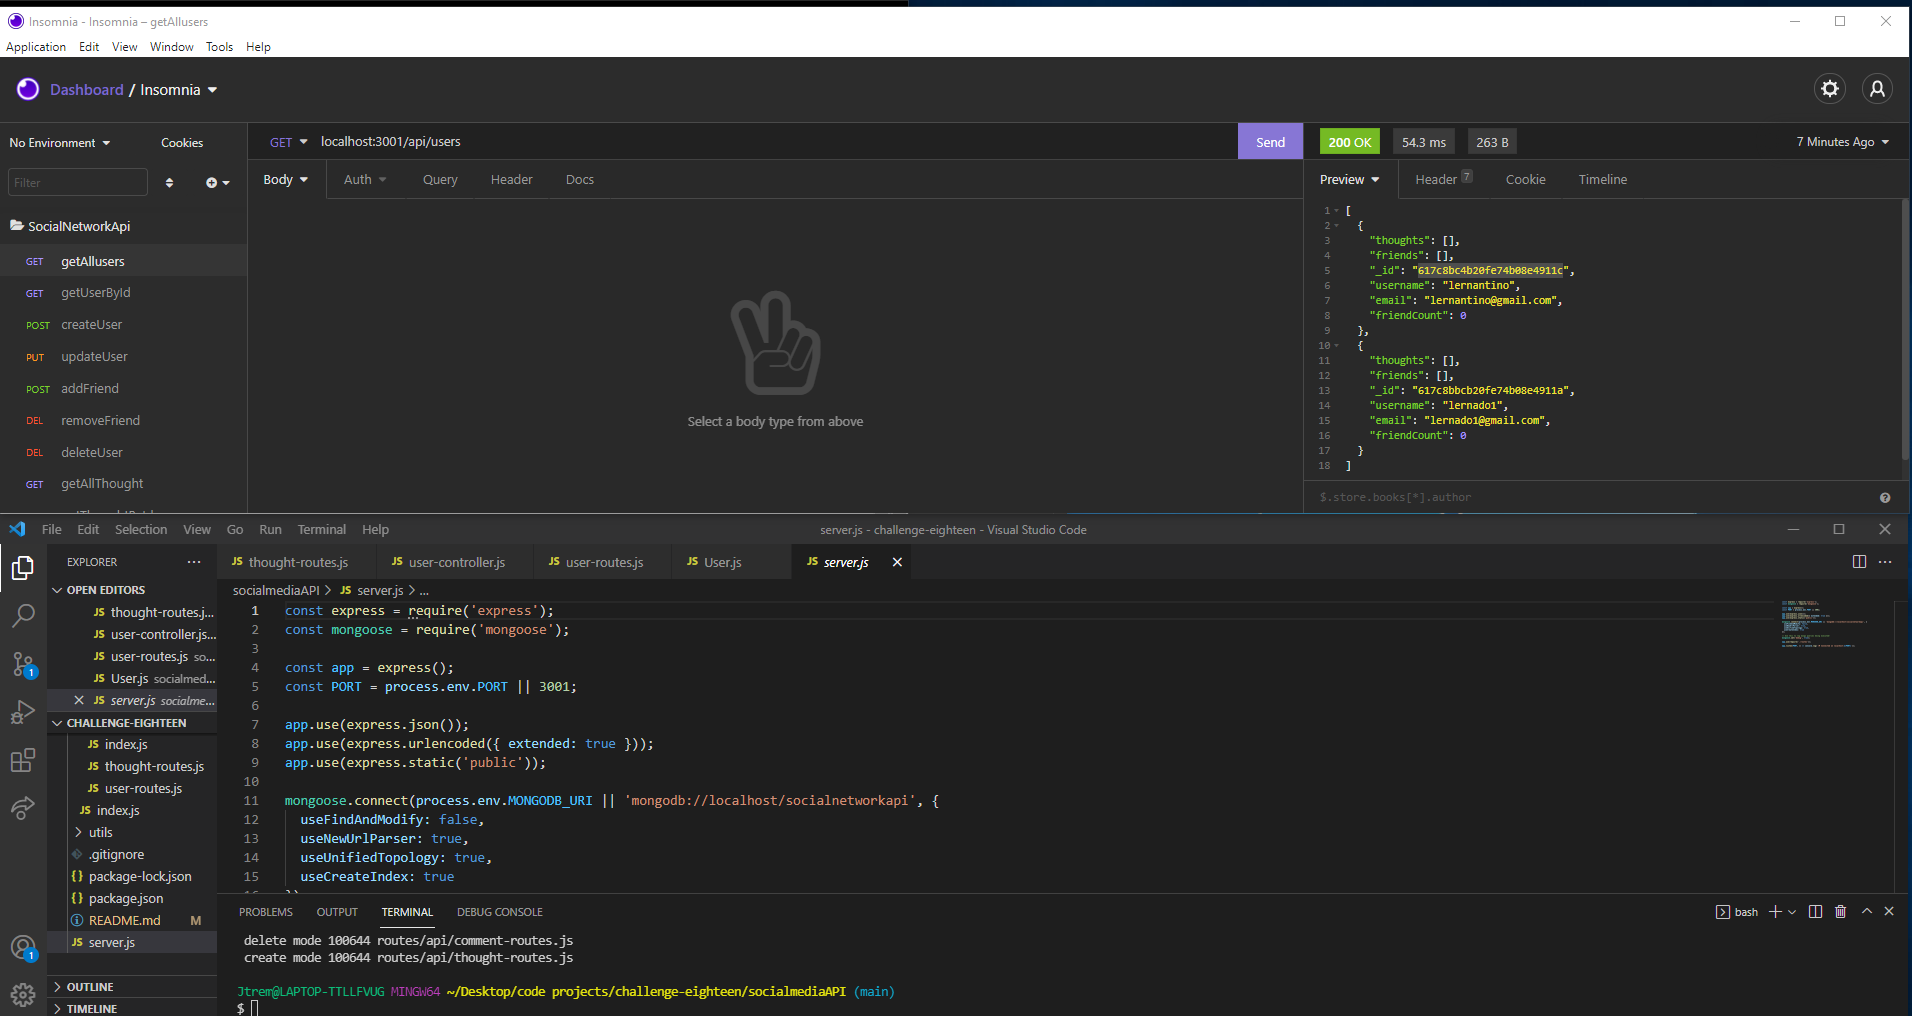 Insomnia - Insomnia – getAllusers
Application Edit View Window Tools Help
Dashboard / Insomnia
No Environment Cookies
Filter
SocialNetworkApi
GET getAllusers
GET getUserById
POST createUser
PUT updateUser
POST addFriend
DEL removeFriend
DEL deleteUser
GET getAllThought
GET localhost:3001/api/users Send
Body Auth Query Header Docs
Select a body type from above
200 OK 54.3 ms 263 B 7 Minutes Ago
Preview Header 7 Cookie Timeline
1 [
2 {
3 "thoughts": [],
4 "friends": [],
5 "_id": "617c8bc4b20fe74b08e4911c",
6 "username": "lernantino",
7 "email": "lernantino@gmail.com",
8 "friendCount": 0
9 },
10 {
11 "thoughts": [],
12 "friends": [],
13 "_id": "617c8bbcb20fe74b08e4911a",
14 "username": "lernado1",
15 "email": "lernado1@gmail.com",
16 "friendCount": 0
17 }
18 ]
$.store.books[*].author
File Edit Selection View Go Run Terminal Help
server.js - challenge-eighteen - Visual Studio Code
EXPLORER
OPEN EDITORS
JS thought-routes.j...
JS user-controller.js...
JS user-routes.js so...
JS User.js socialmed...
JS server.js socialme...
CHALLENGE-EIGHTEEN
JS index.js
JS thought-routes.js
JS user-routes.js
JS index.js
utils
.gitignore
{} package-lock.json
{} package.json
README.md M
JS server.js
OUTLINE
TIMELINE
1
1
JS thought-routes.js JS user-controller.js JS user-routes.js JS User.js JS server.js
socialmediaAPI > JS server.js > ...
1 const express = require('express');
2 const mongoose = require('mongoose');
3
4 const app = express();
5 const PORT = process.env.PORT || 3001;
6
7 app.use(express.json());
8 app.use(express.urlencoded({ extended: true }));
9 app.use(express.static('public'));
10
11 mongoose.connect(process.env.MONGODB_URI || 'mongodb://localhost/socialnetworkapi', {
12 useFindAndModify: false,
13 useNewUrlParser: true,
14 useUnifiedTopology: true,
15 useCreateIndex: true
PROBLEMS OUTPUT TERMINAL DEBUG CONSOLE
bash
delete mode 100644 routes/api/comment-routes.js
create mode 100644 routes/api/thought-routes.js
Jtrem@LAPTOP-TTLLFVUG MINGW64 ~/Desktop/code projects/challenge-eighteen/socialmediaAPI (main)
$